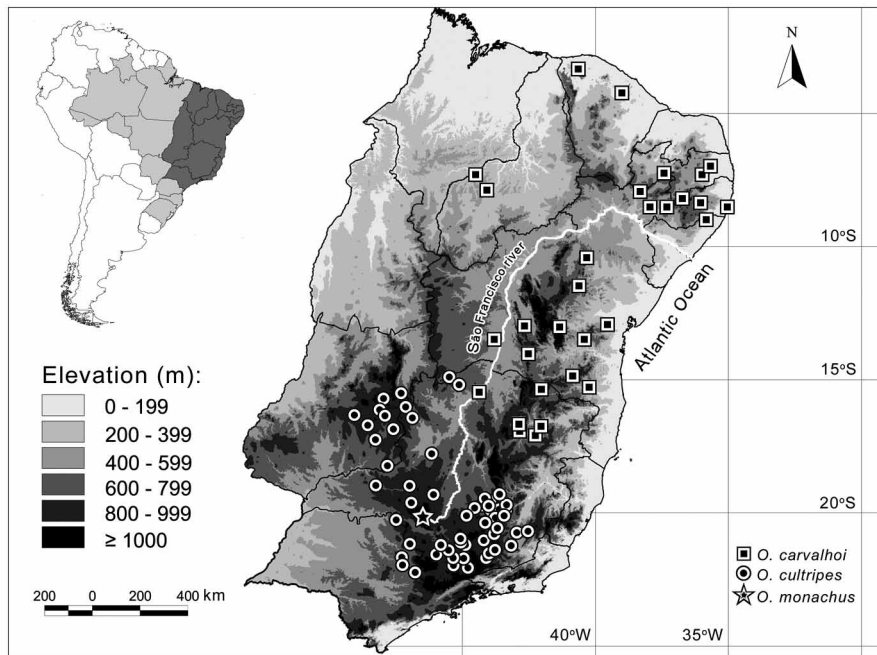 N
São Francisco river
10°S
Atlantic Ocean
15°S
20°S
Elevation (m):
0 - 199
200 - 399
400 - 599
600 - 799
800 - 999
≥ 1000
200 0 200 400 km
40°W 35°W
O. carvalhoi
O. cultripes
O. monachus